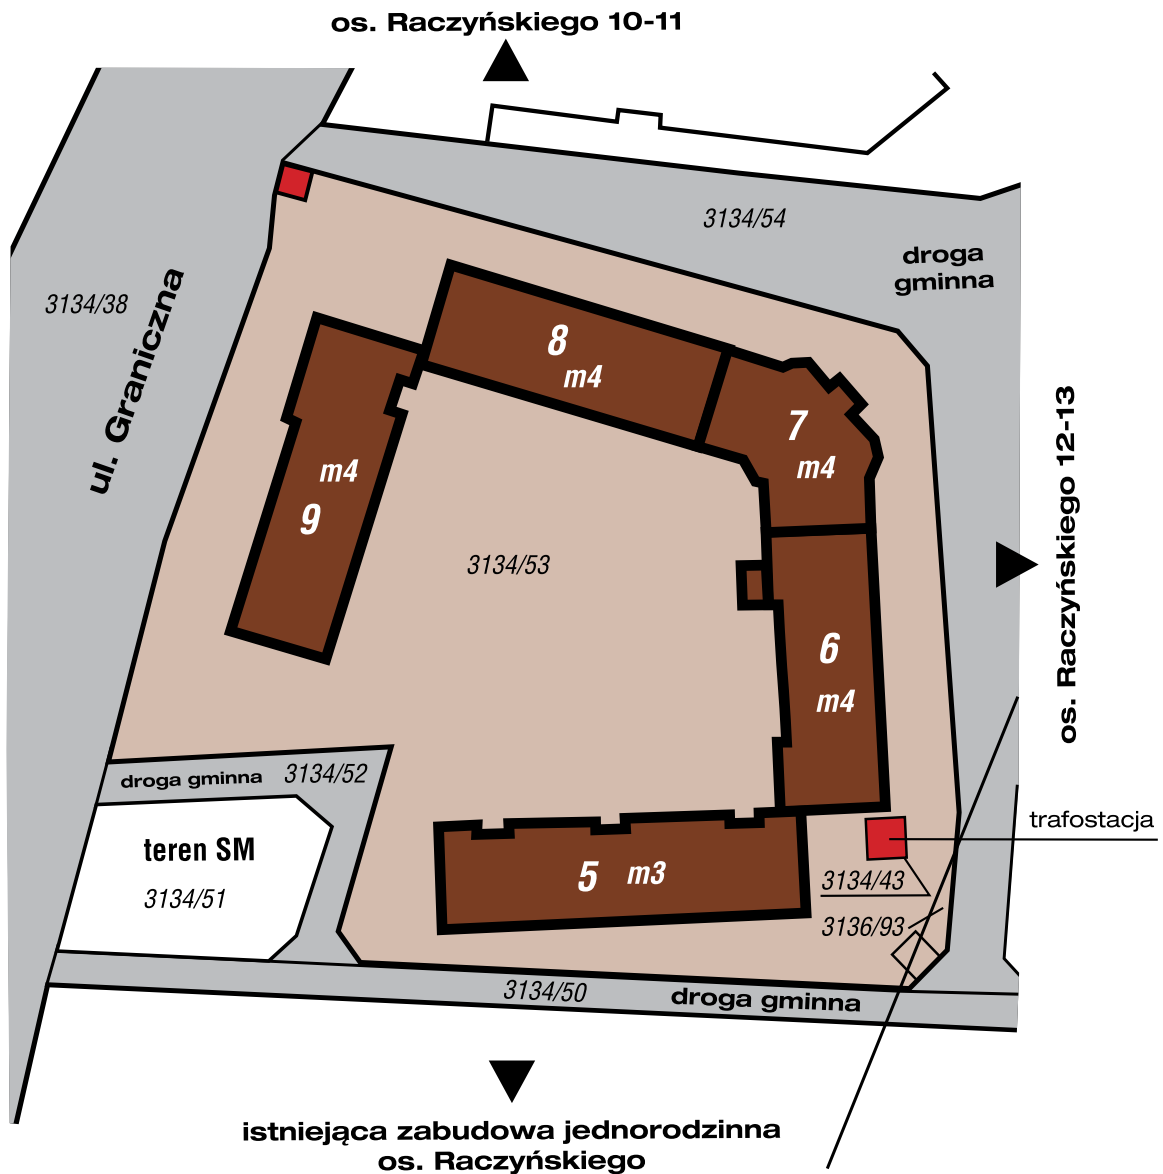 os. Raczyńskiego 10-11
3134/54
droga
gminna
3134/38
ul. Graniczna
8
m4
7
m4
m4
9
3134/53
os. Raczyńskiego 12-13
6
m4
droga gminna 3134/52
trafostacja
teren SM
3134/51
5 m3
3134/43
3136/93
3134/50 droga gminna
istniejąca zabudowa jednorodzinna
os. Raczyńskiego